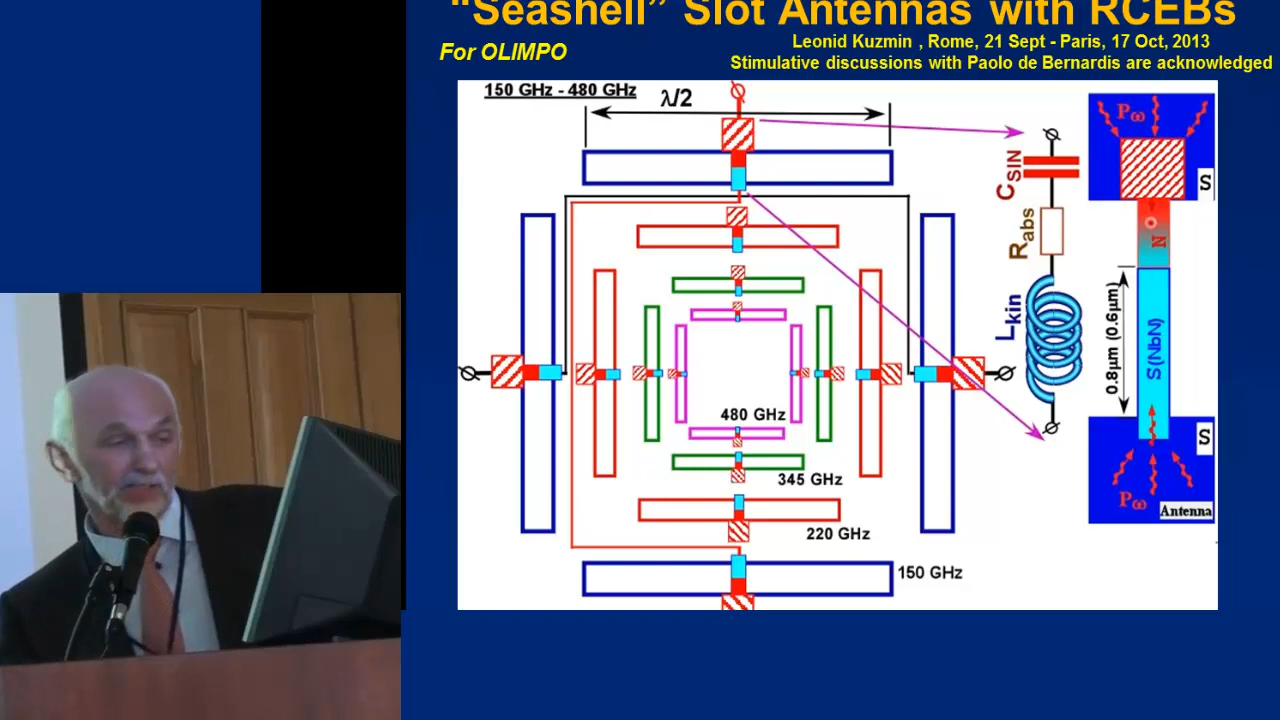 “Seashell” Slot Antennas with RCEBs
For OLIMPO
Leonid Kuzmin , Rome, 21 Sept - Paris, 17 Oct, 2013
Stimulative discussions with Paolo de Bernardis are acknowledged
150 GHz - 480 GHz
λ/2
Pω
S
CSIN
Rabs
N
Lkin
0.8μm (0.6μm)
S(NbN)
480 GHz
S
345 GHz
Pω
Antenna
220 GHz
150 GHz